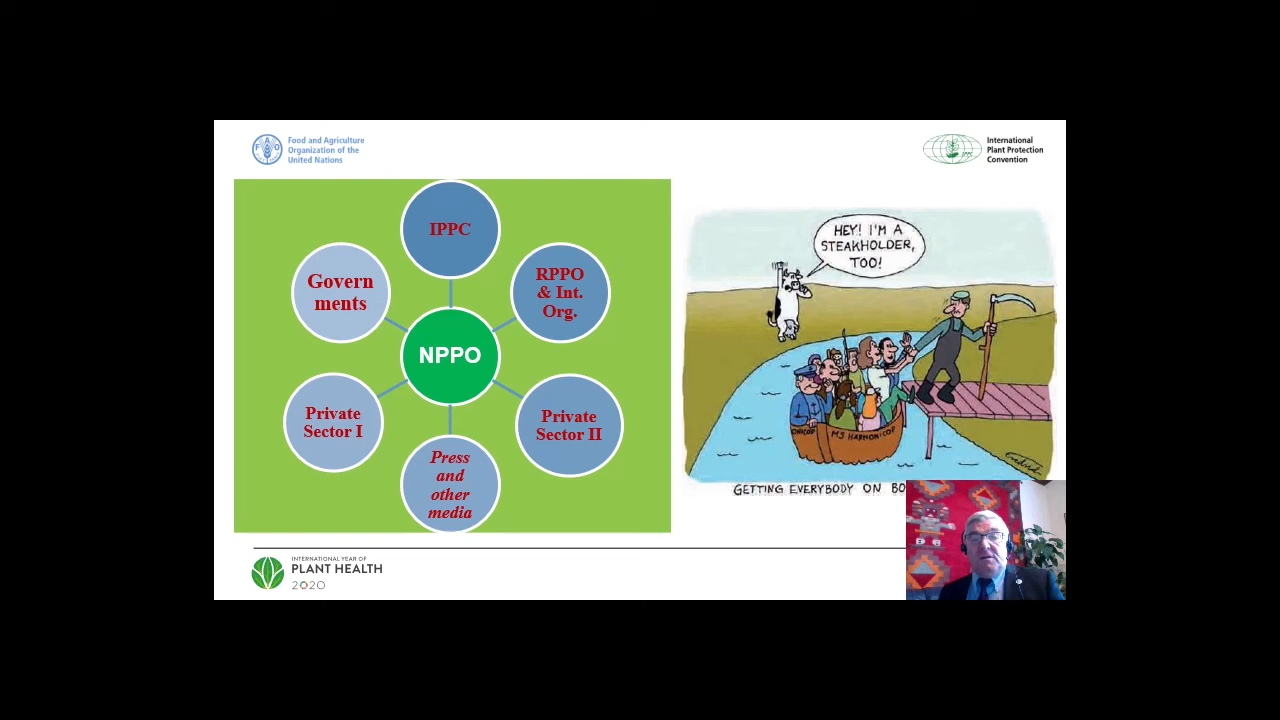 Food and Agriculture
Organization of the
United Nations
International
Plant Protection
Convention
IPPC
Govern
ments
RPPO
& Int.
Org.
NPPO
Private
Sector I
Private
Sector II
Press
and
other
media
HEY! I'M A
STEAKHOLDER,
TOO!
MS HARMONICOP
GETTING EVERYBODY ON BO
INTERNATIONAL YEAR OF
PLANT HEALTH
2020